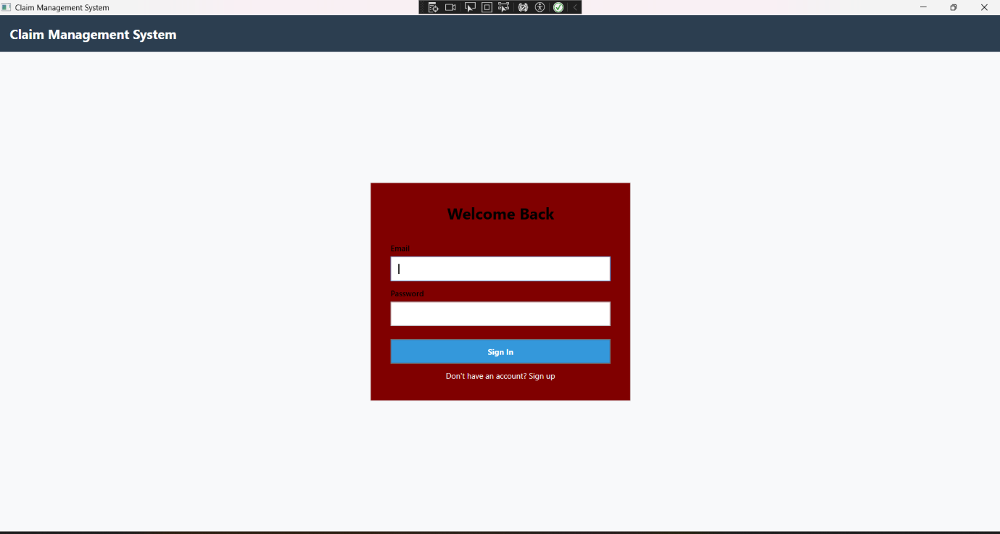 Claim Management System
Claim Management System
Welcome Back
Email
Password
Sign In
Don't have an account? Sign up